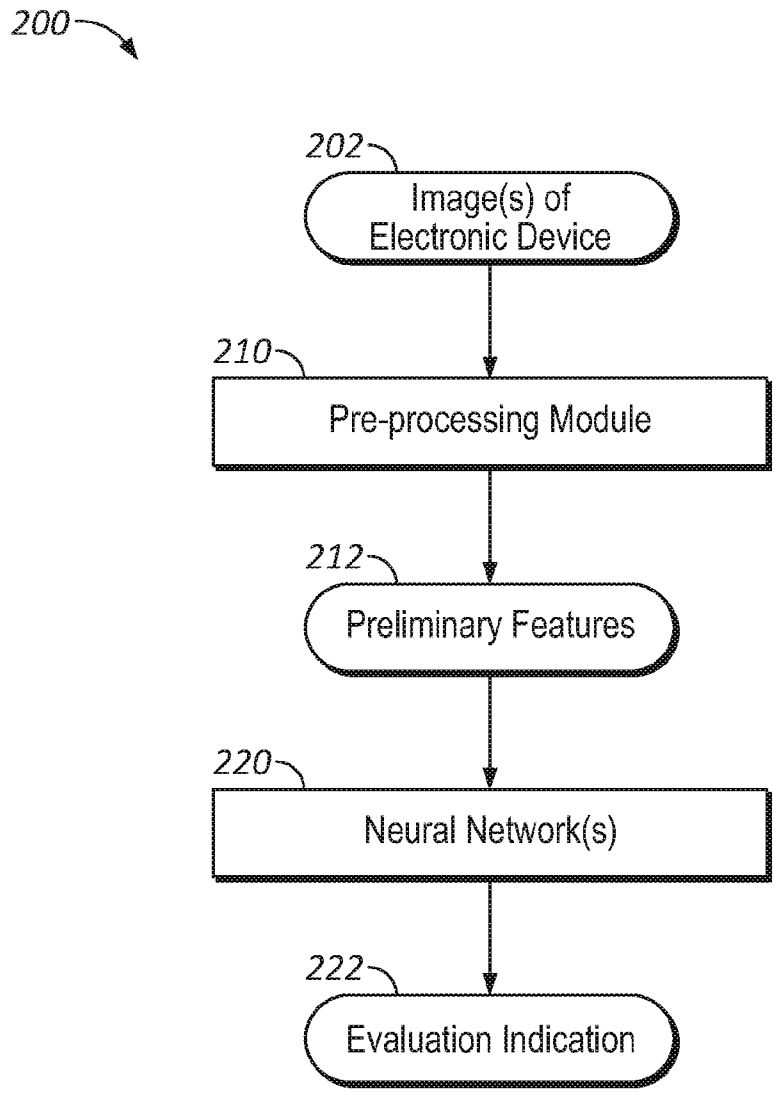 200
202
Image(s) of
Electronic Device
210
Pre-processing Module
212
Preliminary Features
220
Neural Network(s)
222
Evaluation Indication